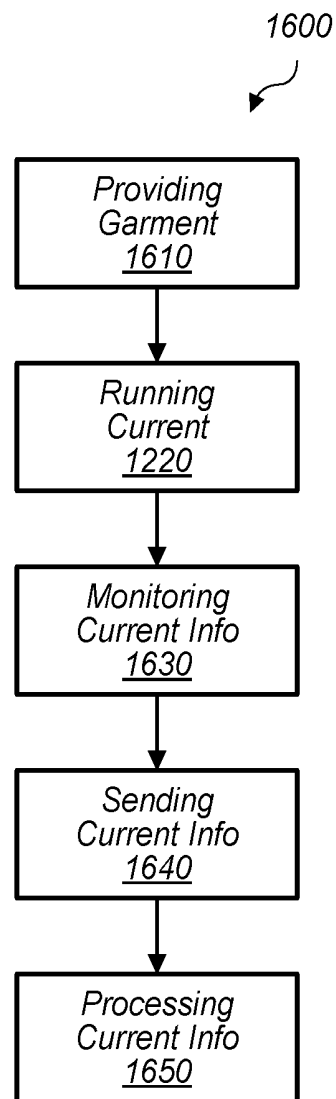 1600
Providing
Garment
1610
Running
Current
1220
Monitoring
Current Info
1630
Sending
Current Info
1640
Processing
Current Info
1650